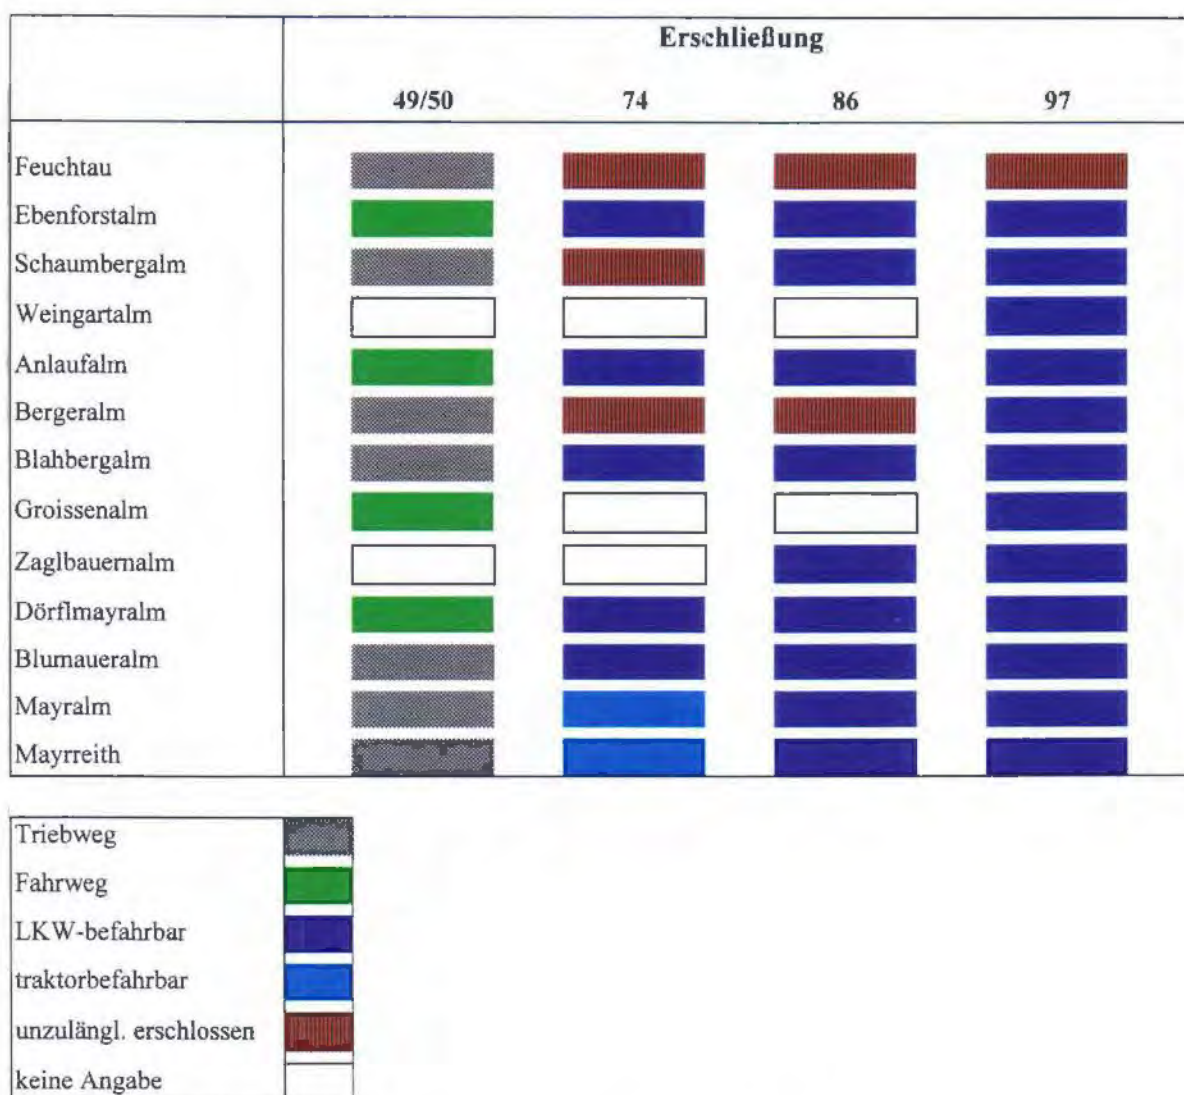 Erschließung
49/50 74 86 97
Feuchtau
Ebenforstalm
Schaumbergalm
Weingartalm
Anlaufalm
Bergeralm
Blahbergalm
Groissenalm
Zaglbauernalm
Dörflmayralm
Blumaueralm
Mayralm
Mayrreith
Triebweg
Fahrweg
LKW-befahrbar
traktorbefahrbar
unzulängl. erschlossen
keine Angabe